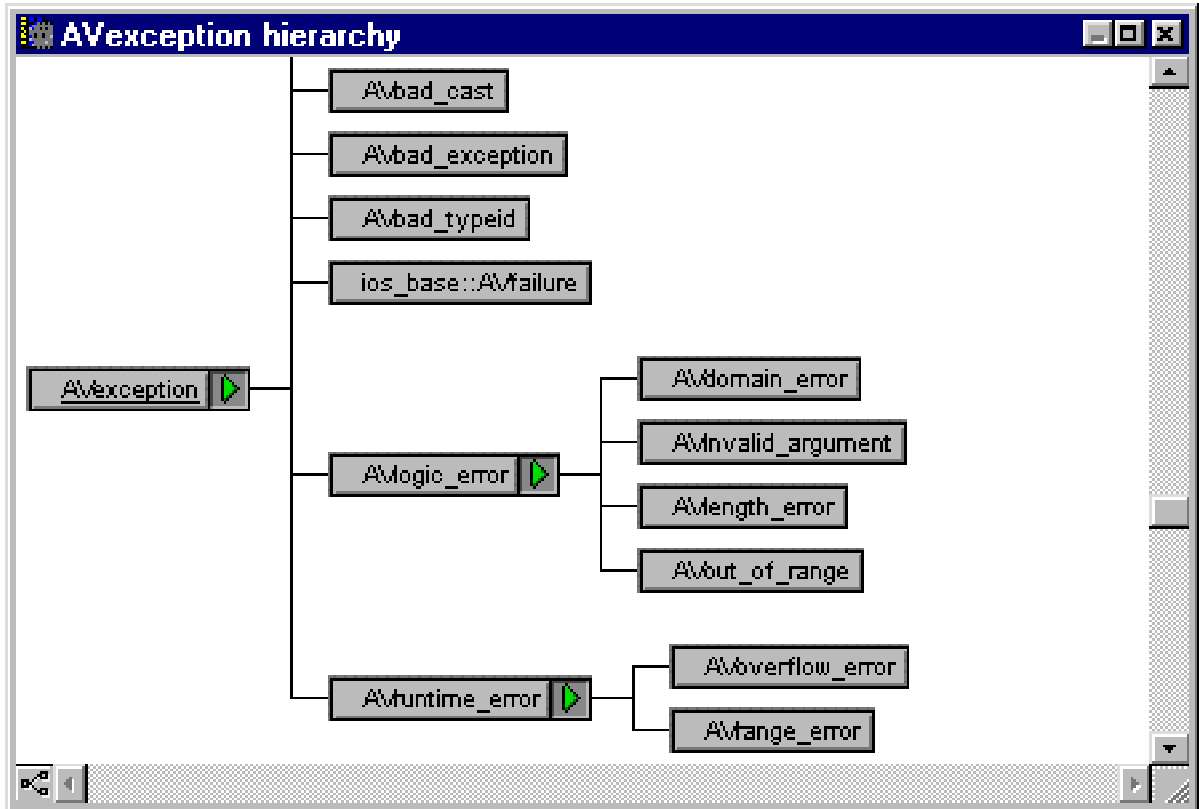 AVexception hierarchy
AVbad_cast
AVbad_exception
AVbad_typeid
ios_base::AVfailure
AVexception
AVdomain_error
AVinvalid_argument
AVlogic_error
AVlength_error
AVout_of_range
AVoverflow_error
AVruntime_error
AVrange_error